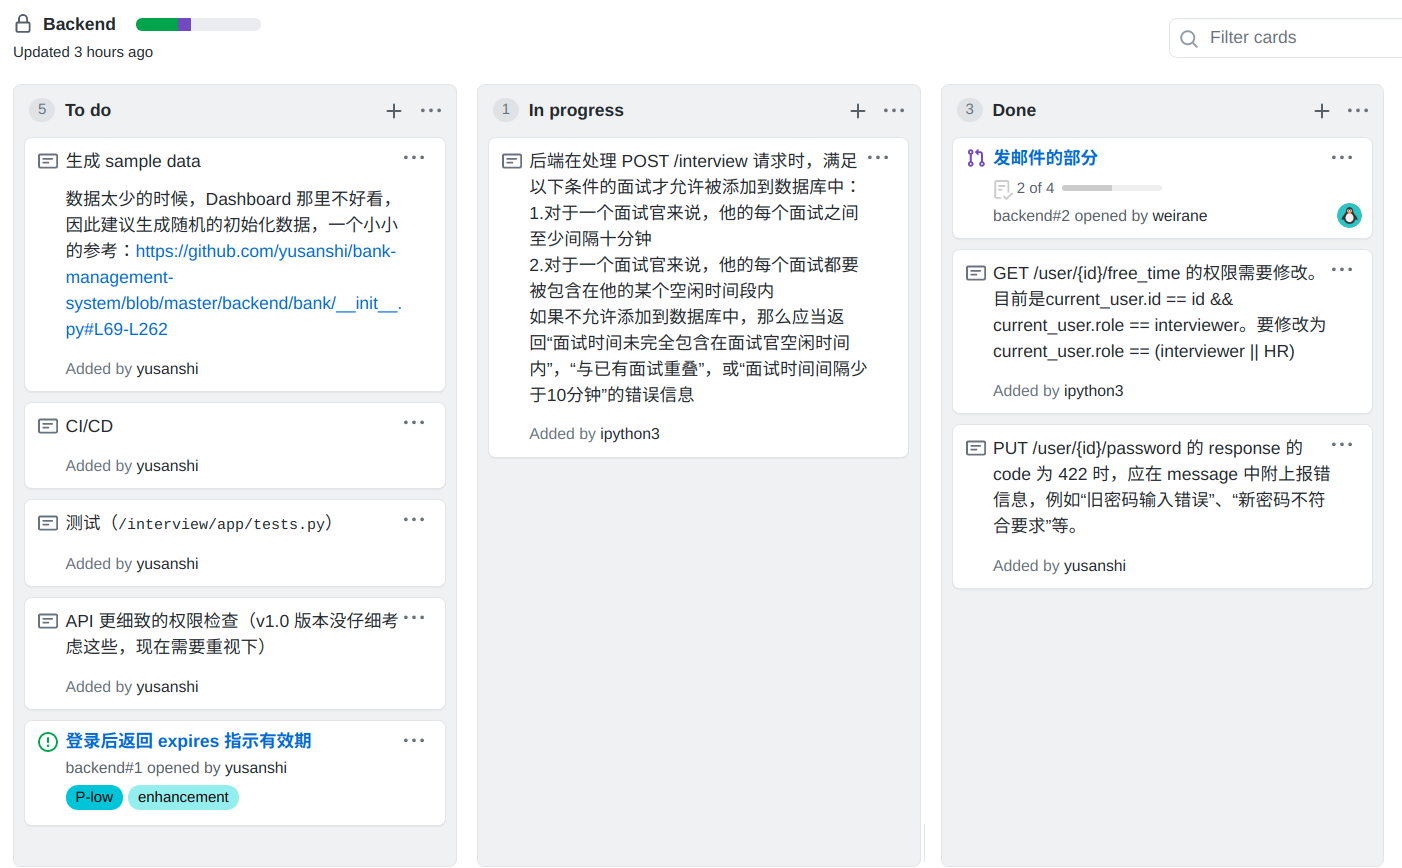 Backend
Updated 3 hours ago
Filter cards
5 To do
生成 sample data
数据太少的时候，Dashboard 那里不好看，
因此建议生成随机的初始化数据，一个小小
的参考：https://github.com/yusanshi/bank-
management-
system/blob/master/backend/bank/__init__.
py#L69-L262
Added by yusanshi
CI/CD
Added by yusanshi
测试（/interview/app/tests.py）
Added by yusanshi
API 更细致的权限检查（v1.0 版本没仔细考
虑这些，现在需要重视下）
Added by yusanshi
登录后返回 expires 指示有效期
backend#1 opened by yusanshi
P-low enhancement
1 In progress
后端在处理 POST /interview 请求时，满足
以下条件的面试才允许被添加到数据库中：
1.对于一个面试官来说，他的每个面试之间
至少间隔十分钟
2.对于一个面试官来说，他的每个面试都要
被包含在他的某个空闲时间段内
如果不允许添加到数据库中，那么应当返
回“面试时间未完全包含在面试官空闲时间
内”，“与已有面试重叠”，或“面试时间间隔少
于10分钟”的错误信息
Added by ipython3
3 Done
发邮件的部分
2 of 4
backend#2 opened by weirane
GET /user/{id}/free_time 的权限需要修改。
目前是current_user.id == id &&
current_user.role == interviewer。要修改为
current_user.role == (interviewer || HR)
Added by ipython3
PUT /user/{id}/password 的 response 的
code 为 422 时，应在 message 中附上报错
信息，例如“旧密码输入错误”、“新密码不符
合要求”等。
Added by yusanshi